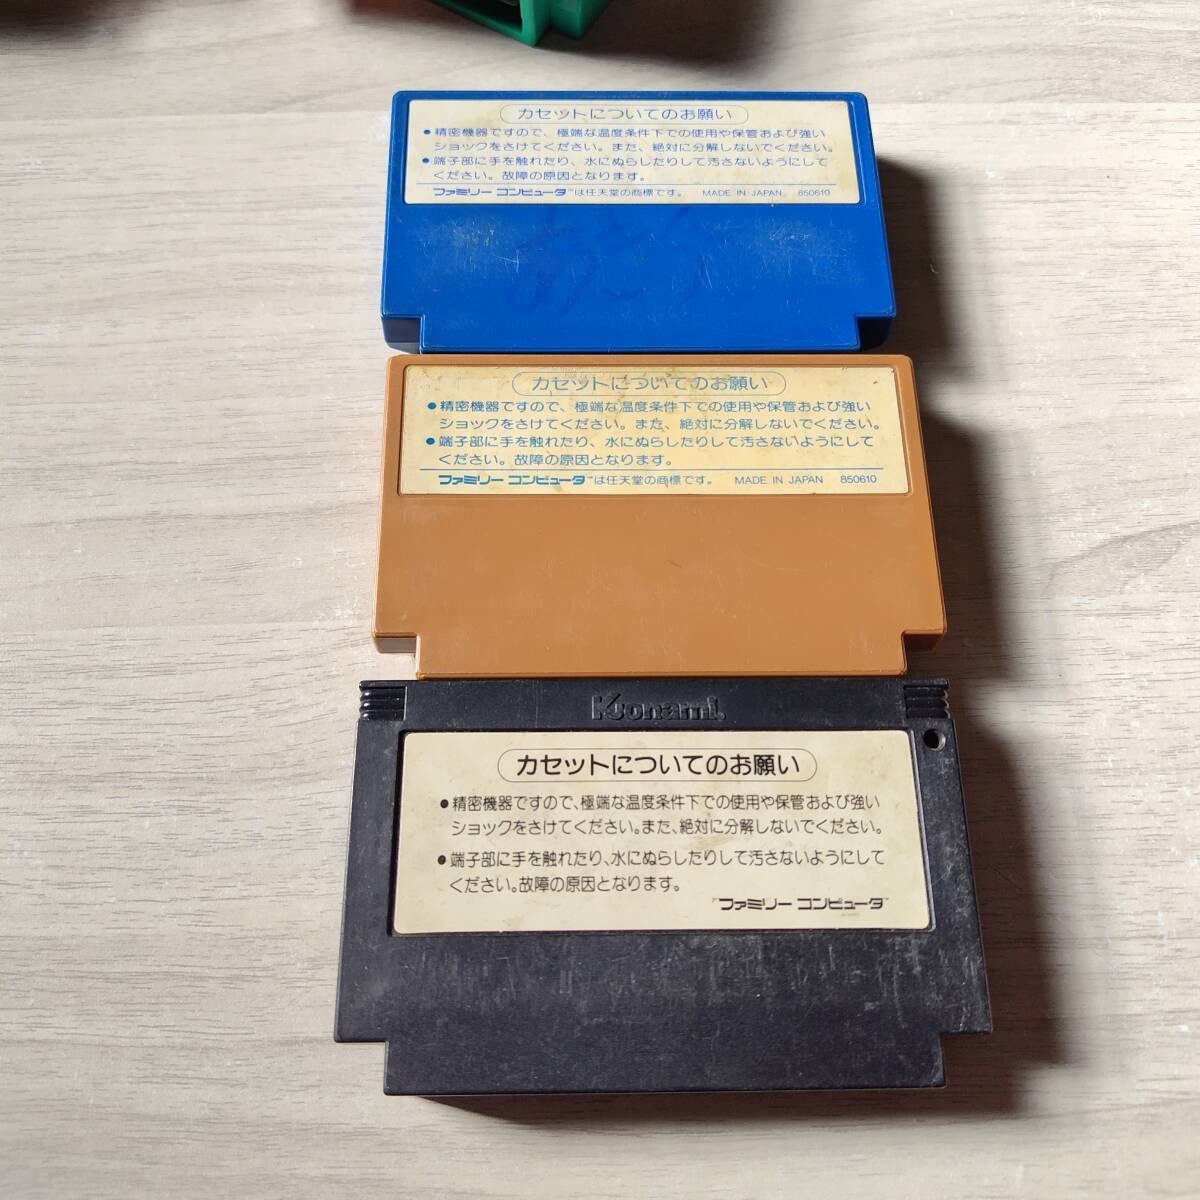 カセットについてのお願い
●精密機器ですので、極端な温度条件下での使用や保管および強い
ショックをさけてください。また、絶対に分解しないでください。
●端子部に手を触れたり、水にぬらしたりして汚さないようにして
ください。故障の原因となります。
ファミリー コンピュータ™は任天堂の商標です。 MADE IN JAPAN 850610
カセットについてのお願い
●精密機器ですので、極端な温度条件下での使用や保管および強い
ショックをさけてください。また、絶対に分解しないでください。
●端子部に手を触れたり、水にぬらしたりして汚さないようにして
ください。故障の原因となります。
ファミリー コンピュータ™は任天堂の商標です。 MADE IN JAPAN 850610
Konami
カセットについてのお願い
●精密機器ですので、極端な温度条件下での使用や保管および強い
ショックをさけてください。また、絶対に分解しないでください。
●端子部に手を触れたり、水にぬらしたりして汚さないようにして
ください。故障の原因となります。
ファミリー コンピュータ™